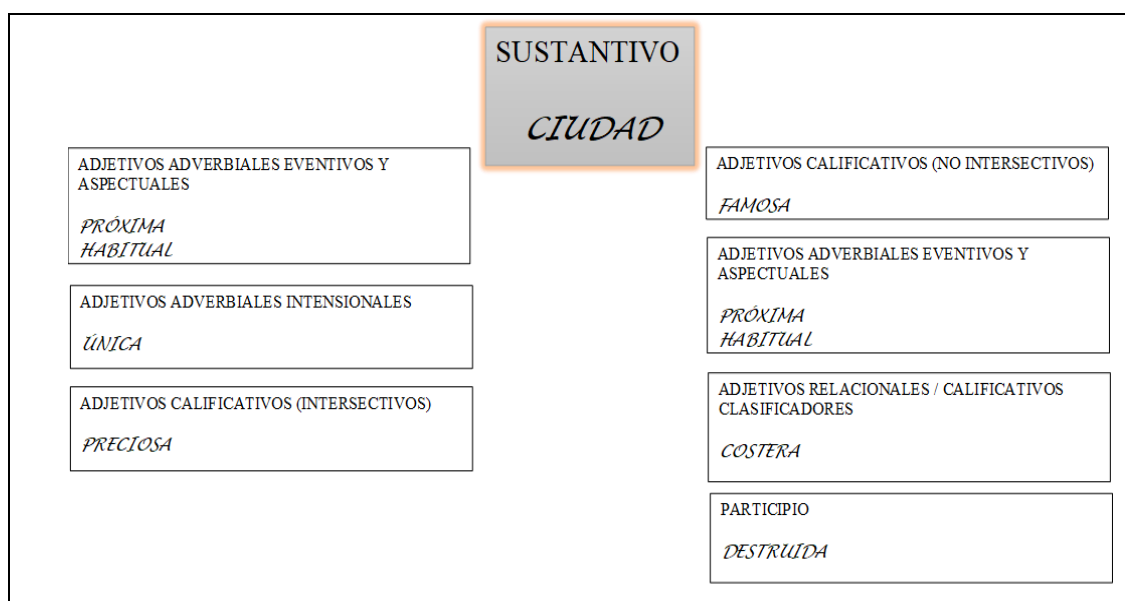 SUSTANTIVO
CIUDAD
ADJETIVOS ADVERBIALES EVENTIVOS Y
ASPECTUALES
PRÓXIMA
HABITUAL
ADJETIVOS ADVERBIALES INTENSIONALES
ÚNICA
ADJETIVOS CALIFICATIVOS (INTERSECTIVOS)
PRECIOSA
ADJETIVOS CALIFICATIVOS (NO INTERSECTIVOS)
FAMOSA
ADJETIVOS ADVERBIALES EVENTIVOS Y
ASPECTUALES
PRÓXIMA
HABITUAL
ADJETIVOS RELACIONALES / CALIFICATIVOS
CLASIFICADORES
COSTERA
PARTICIPIO
DESTRUIDA